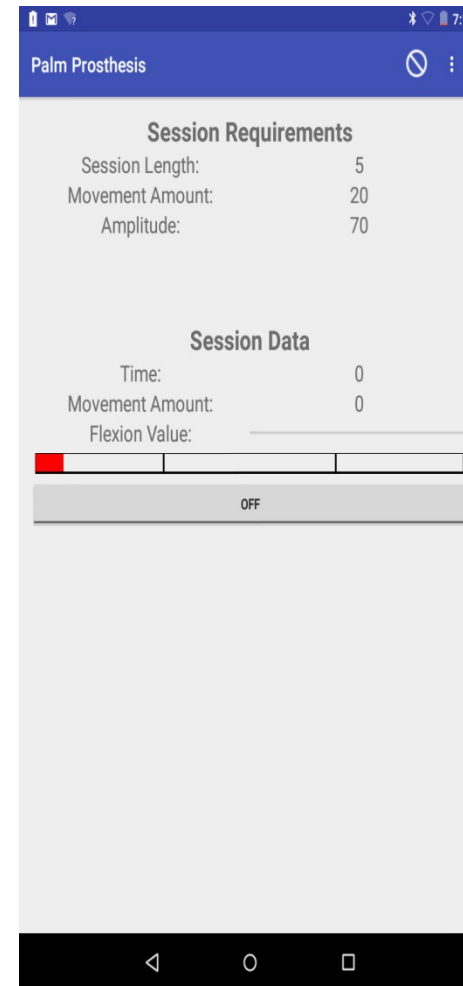 7:
Palm Prosthesis
Session Requirements
Session Length: 5
Movement Amount: 20
Amplitude: 70
Session Data
Time: 0
Movement Amount: 0
Flexion Value:
OFF